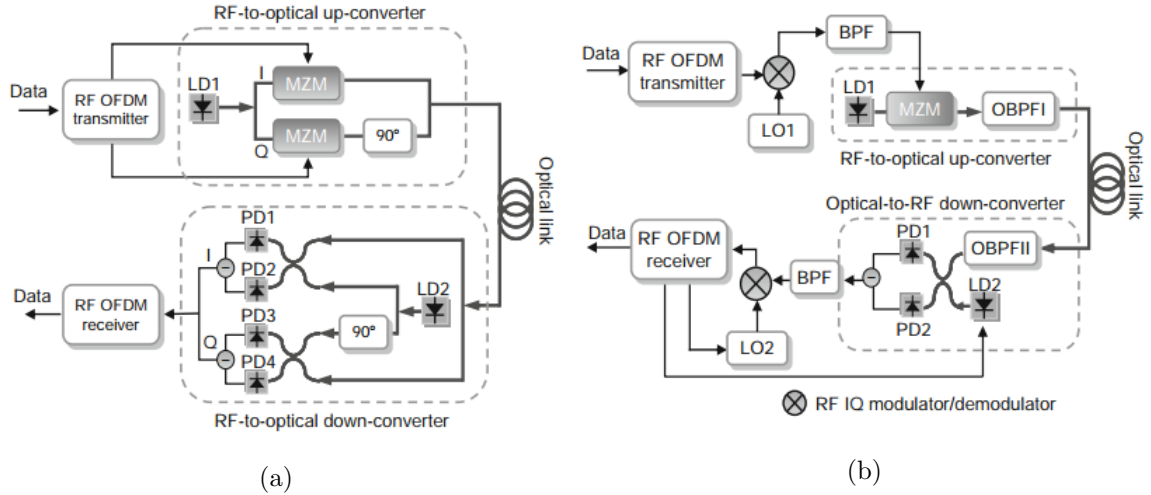 RF-to-optical up-converter
Data
RF OFDM
transmitter
LD1
I
MZM
Q
MZM
90°
Optical link
PD1
I
−
PD2
LD2
Data
RF OFDM
receiver
PD3
Q
−
PD4
90°
RF-to-optical down-converter
(a)
Data
RF OFDM
transmitter
BPF
LO1
LD1
MZM
OBPFI
RF-to-optical up-converter
Optical link
Optical-to-RF down-converter
Data
RF OFDM
receiver
PD1
OBPFII
BPF
−
LD2
PD2
LO2
RF IQ modulator/demodulator
(b)